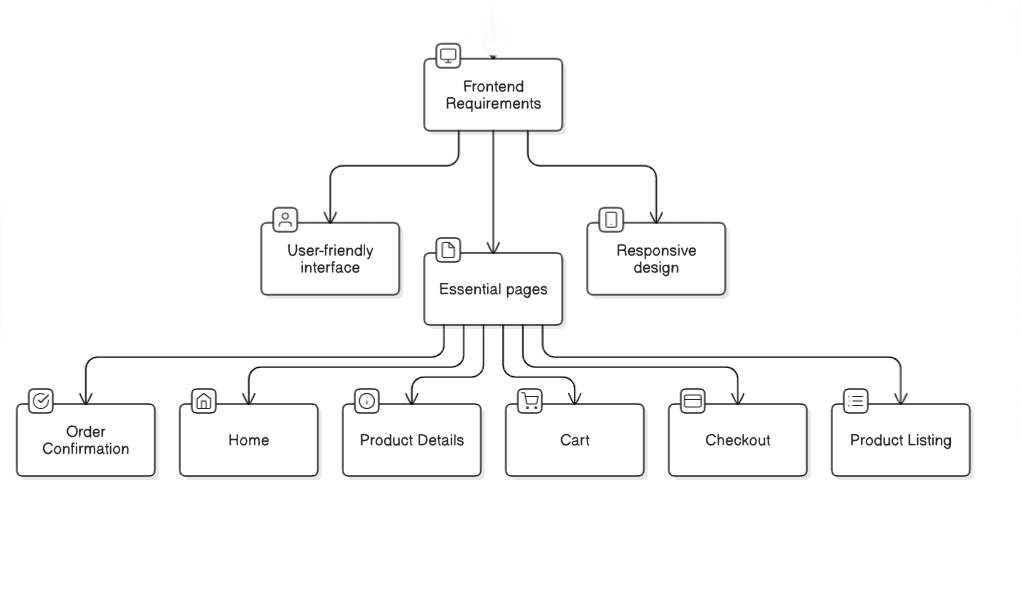 Frontend
Requirements
User-friendly
interface
Responsive
design
Essential pages
Order
Confirmation
Home
Product Details
Cart
Checkout
Product Listing